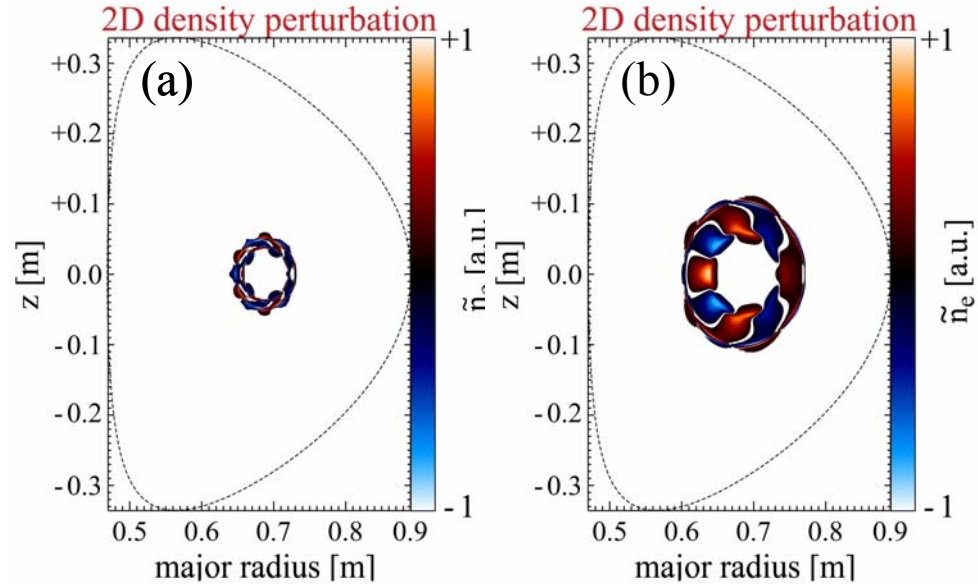 2D density perturbation
(a)
+0.3
+0.2
+0.1
0.0
-0.1
-0.2
-0.3
z [m]
0.5 0.6 0.7 0.8 0.9
major radius [m]
+1
-1
ñe [a.u.]
2D density perturbation
(b)
+0.3
+0.2
+0.1
0.0
-0.1
-0.2
-0.3
z [m]
0.5 0.6 0.7 0.8 0.9
major radius [m]
+1
-1
ñe [a.u.]